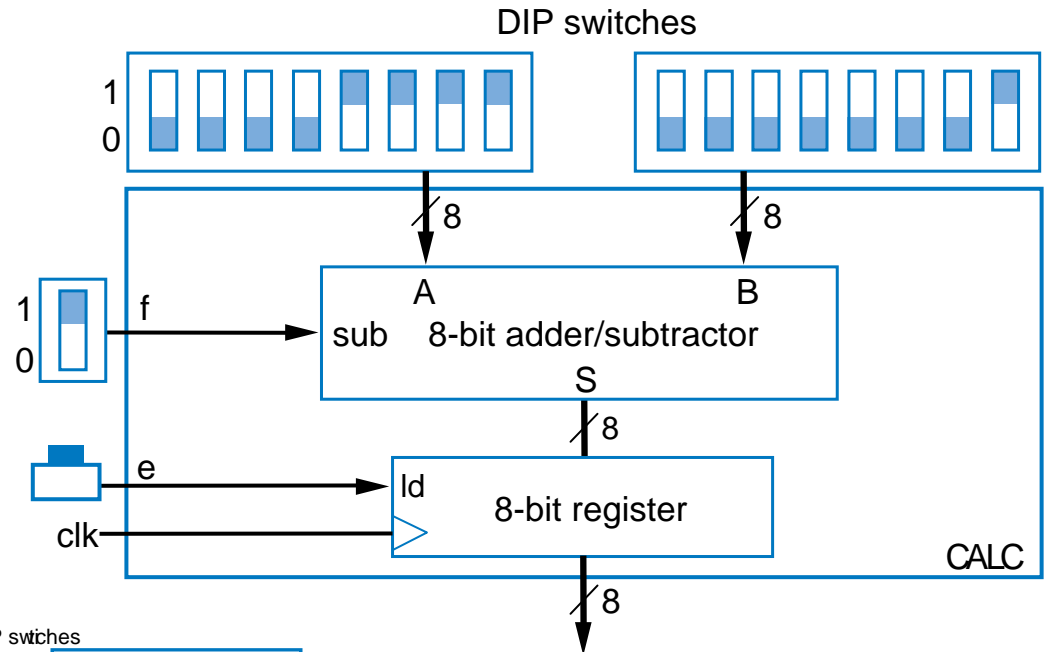 DIP switches
1
0
8
8
A
B
1
f
0
sub
8-bit adder/subtractor
S
8
e
ld
8-bit register
clk
CALC
8
P swtiches